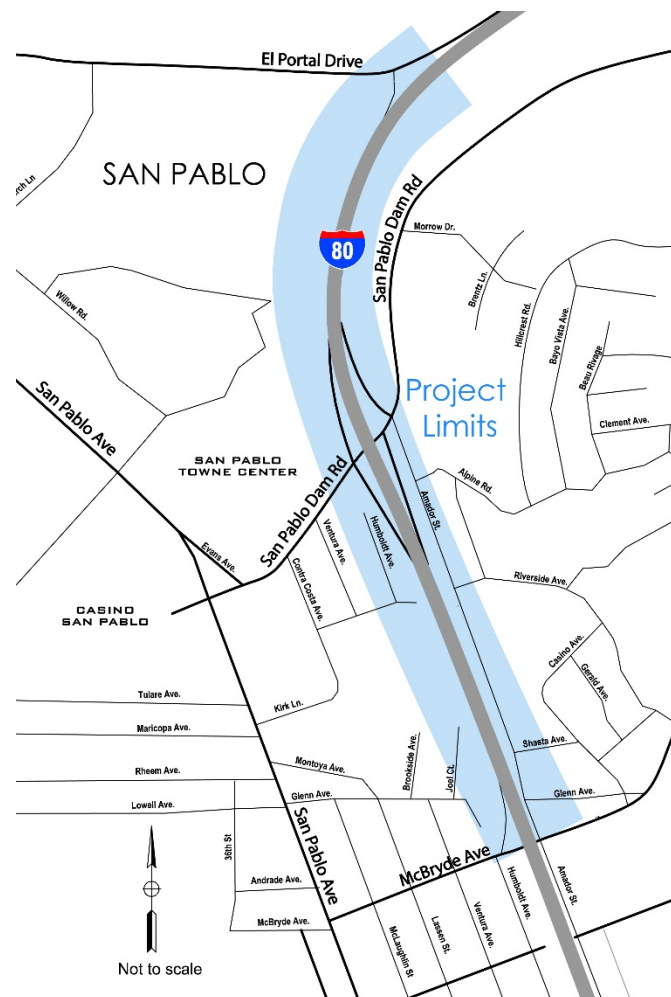 El Portal Drive
SAN PABLO
rch Ln
San Pablo Dam Rd
80
Morrow Dr.
Brentz Ln.
Hillcrest Rd.
Bayo Vista Ave.
Beau Rivage
Clement Ave.
Willow Rd.
San Pablo Ave
Project
Limits
SAN PABLO
TOWNE CENTER
San Pablo Dam Rd
Alpine Rd.
Amador St.
Ventura Ave.
Humboldt Ave.
Evans Ave.
Contra Costa Ave.
Riverside Ave.
CASINO
SAN PABLO
Casino Ave.
Gerald Ave.
Tulare Ave.
Kirk Ln.
Maricopa Ave.
Shasta Ave.
Montoya Ave.
Brookside Ave.
Joel Ct.
Rheem Ave.
Glenn Ave.
Glenn Ave.
Lowall Ave.
36th St
San Pablo Ave
McBryde Ave
Andrade Ave.
McBryde Ave.
McLaughlin St
Lassen St.
Ventura Ave.
Humboldt Ave.
Amador St.
Not to scale